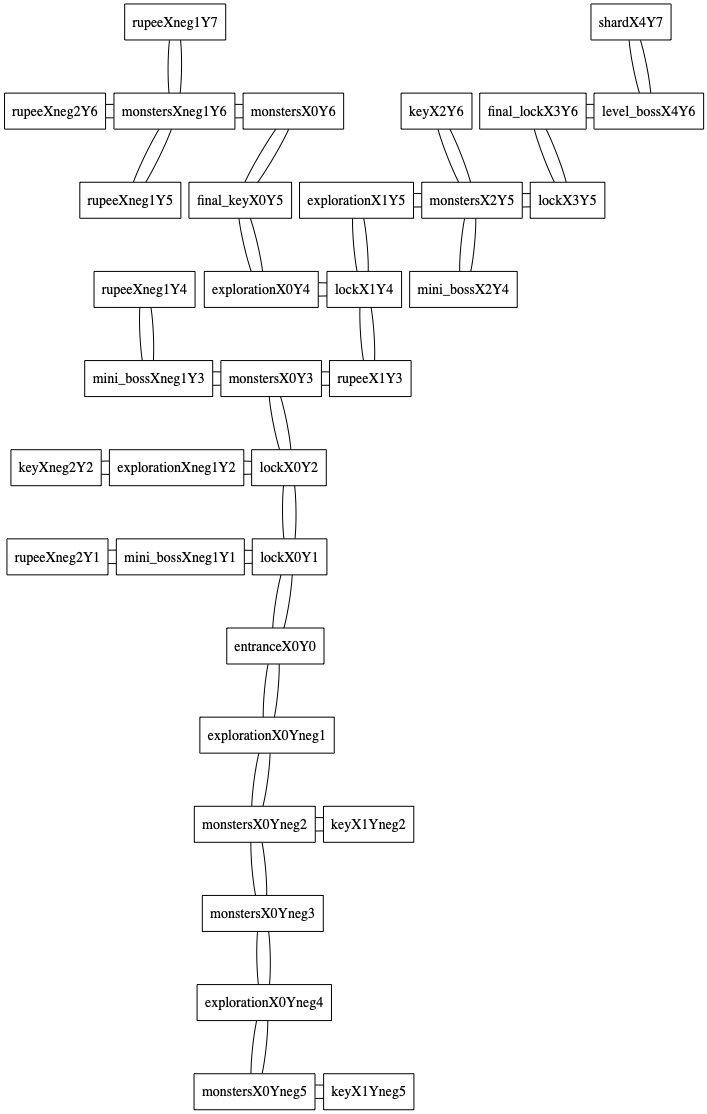 rupeeXneg1Y7
shardX4Y7
rupeeXneg2Y6
monstersXneg1Y6
monstersX0Y6
keyX2Y6
final_lockX3Y6
level_bossX4Y6
rupeeXneg1Y5
final_keyX0Y5
explorationX1Y5
monstersX2Y5
lockX3Y5
rupeeXneg1Y4
explorationX0Y4
lockX1Y4
mini_bossX2Y4
mini_bossXneg1Y3
monstersX0Y3
rupeeX1Y3
keyXneg2Y2
explorationXneg1Y2
lockX0Y2
rupeeXneg2Y1
mini_bossXneg1Y1
lockX0Y1
entranceX0Y0
explorationX0Yneg1
monstersX0Yneg2
keyX1Yneg2
monstersX0Yneg3
explorationX0Yneg4
monstersX0Yneg5
keyX1Yneg5